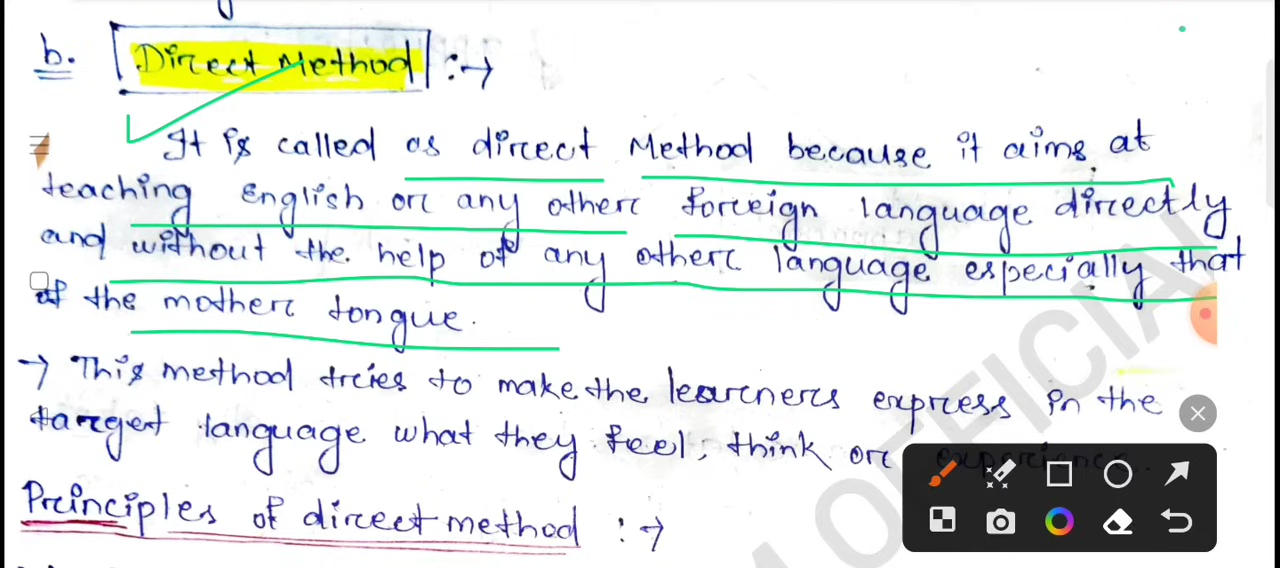 b. Direct Method :→
It is called as direct Method because it aims at
teaching English or any other foreign language directly
and without the help of any other language especially that
of the mother tongue.
→ This method tries to make the learners express in the
target language what they feel, think or experience.
Principles of direct method :→
OFFICIAL